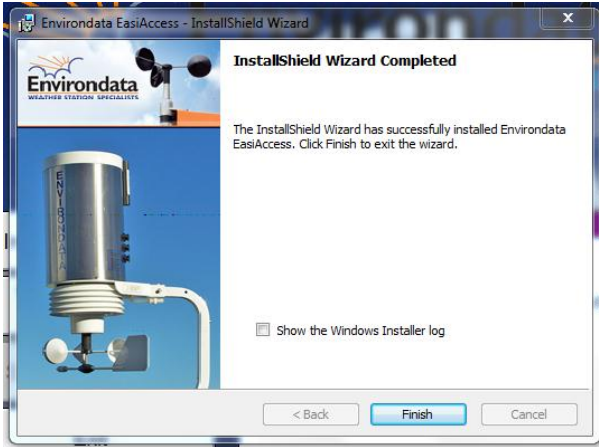 Environdata EasiAccess - InstallShield Wizard
x
Environdata
WEATHER STATION SPECIALISTS
InstallShield Wizard Completed
The InstallShield Wizard has successfully installed Environdata
EasiAccess. Click Finish to exit the wizard.
ENVIRONDATA
Show the Windows Installer log
< Back
Finish
Cancel